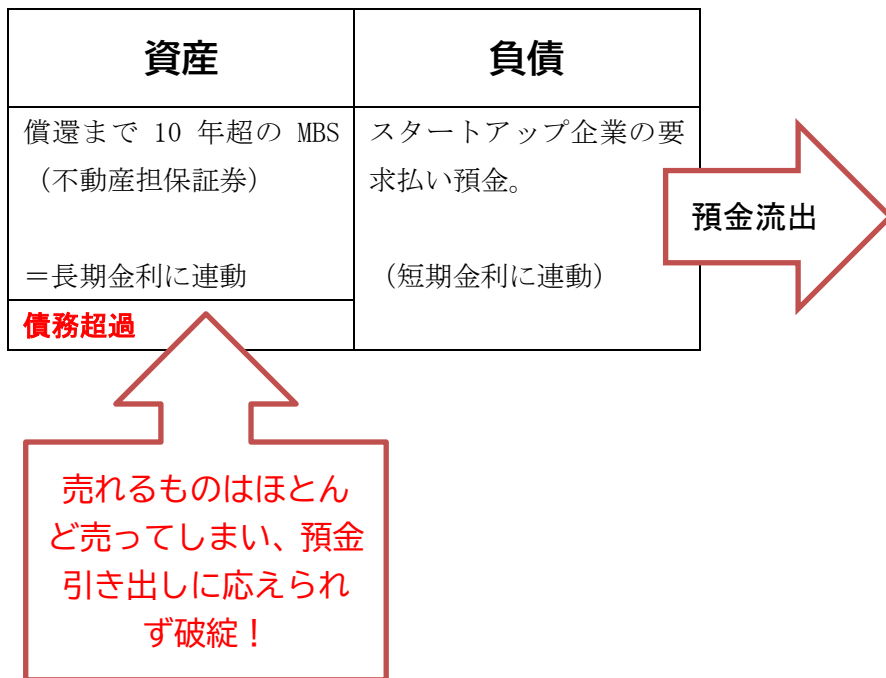 資産
負債
償還まで 10 年超の MBS
（不動産担保証券）
＝長期金利に連動
債務超過
スタートアップ企業の要
求払い預金。
（短期金利に連動）
預金流出
売れるものはほとん
ど売ってしまい、預金
引き出しに応えられ
ず破綻！